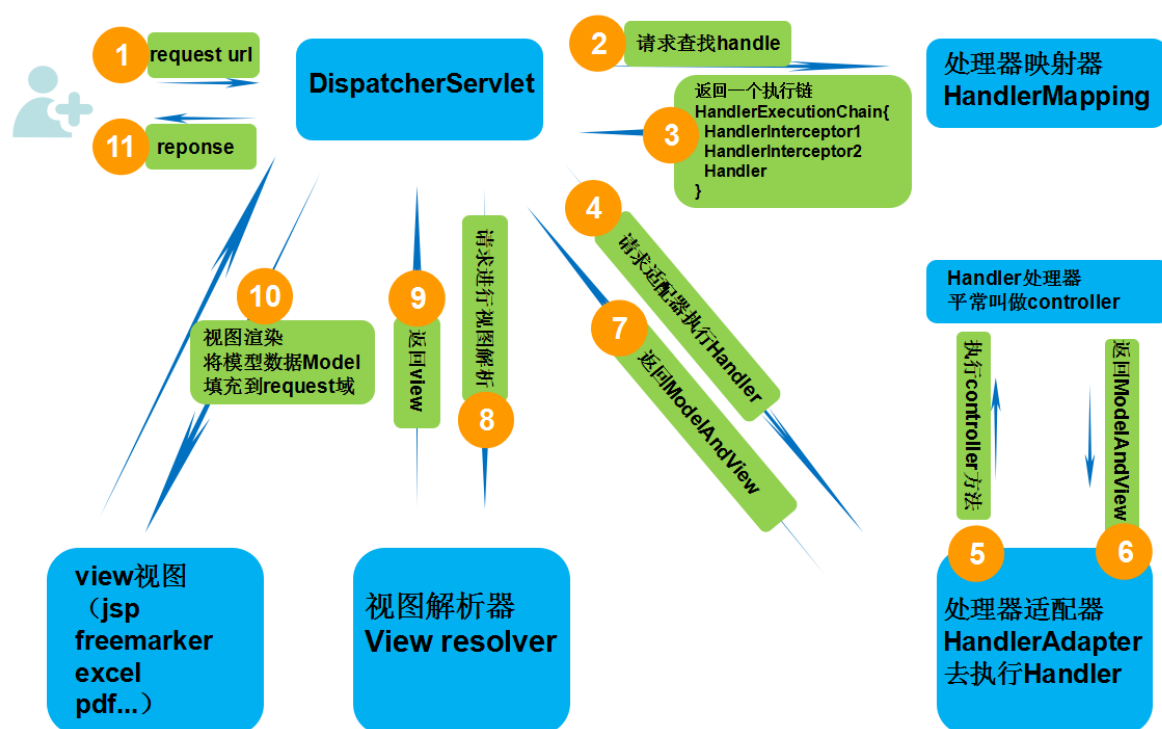 1
request url
DispatcherServlet
2
请求查找handle
处理器映射器
HandlerMapping
11
reponse
3
返回一个执行链
HandlerExecutionChain{
HandlerInterceptor1
HandlerInterceptor2
Handler
}
4
请求适配器执行Handler
7
返回ModelAndView
Handler处理器
平常叫做controller
10
视图渲染
将模型数据Model
填充到request域
9
返回view
请求进行视图解析
8
执行controller方法
5
返回ModelAndView
6
view视图
（jsp
freemarker
excel
pdf...）
视图解析器
View resolver
处理器适配器
HandlerAdapter
去执行Handler